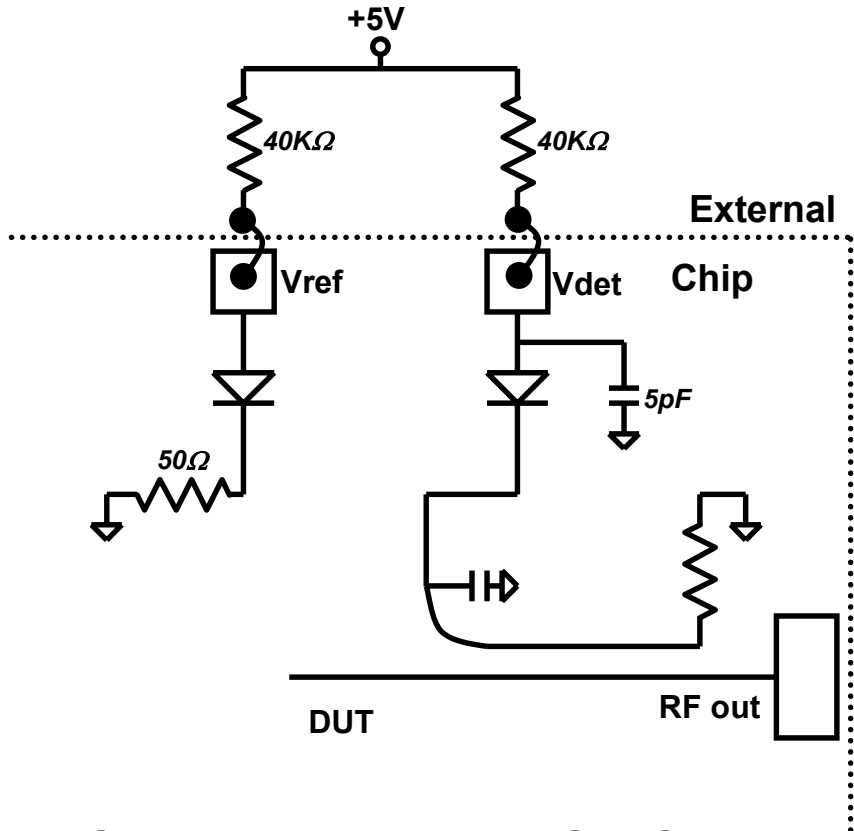 +5V
40KΩ
40KΩ
External
Vref
Vdet
Chip
5pF
50Ω
DUT
RF out